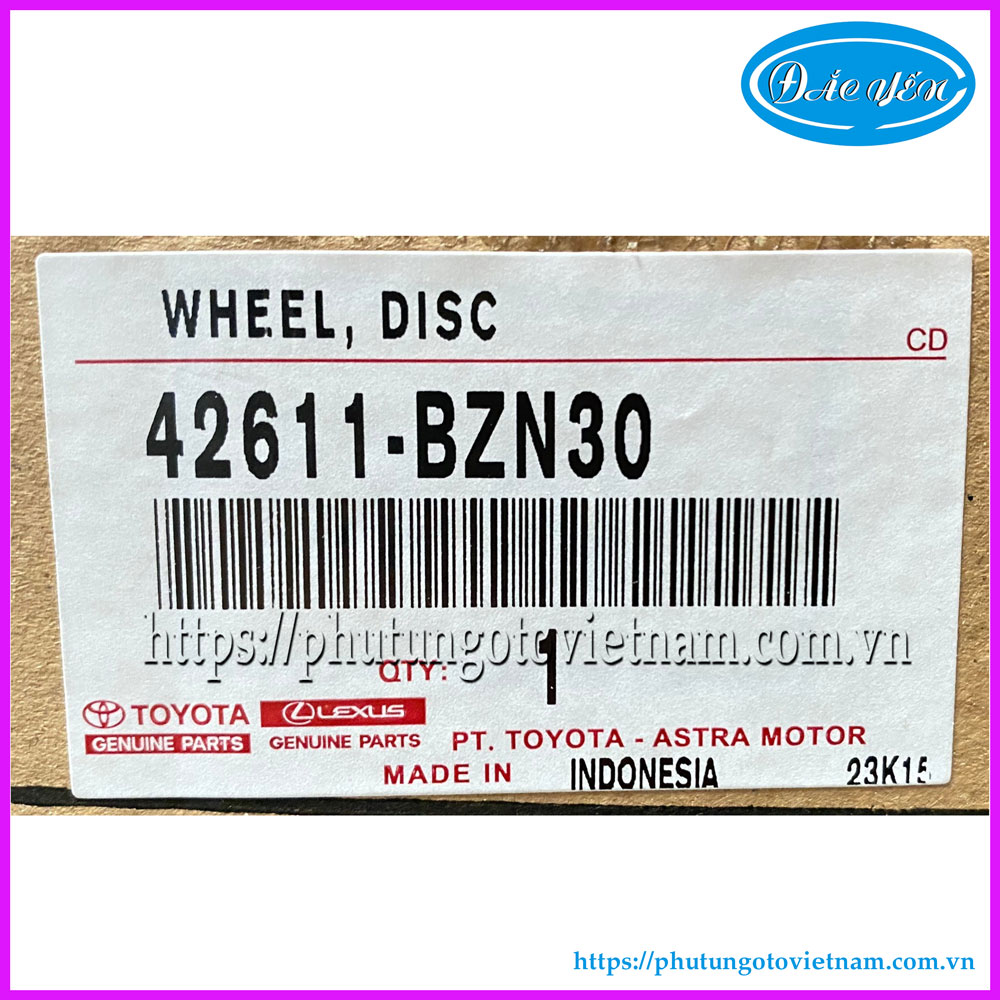 ĐẮC YẾN
WHEEL, DISC
CD
42611-BZN30
https://phutungotovietnam.com.vn
QTY: 1
TOYOTA LEXUS
GENUINE PARTS GENUINE PARTS PT. TOYOTA - ASTRA MOTOR
MADE IN INDONESIA 23K15
https://phutungotovietnam.com.vn